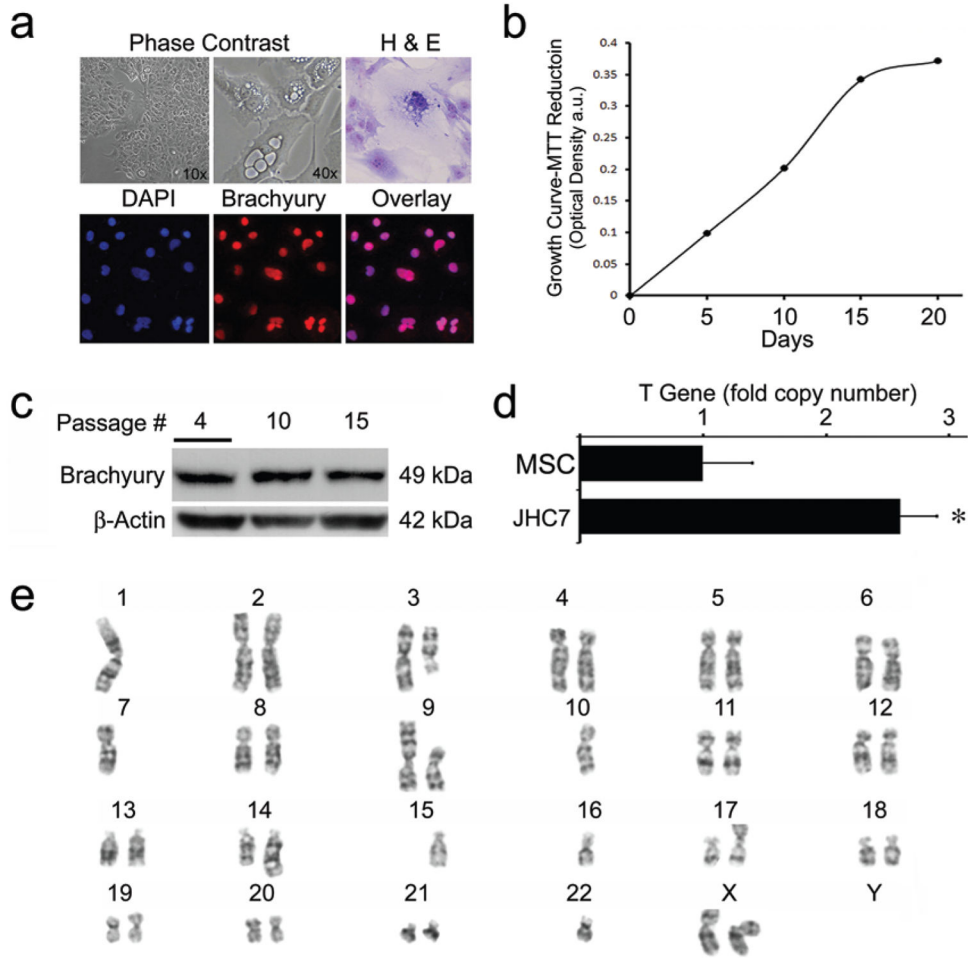 a
Phase Contrast
H & E
10x
40x
DAPI
Brachyury
Overlay
b
Growth Curve-MTT Reductoin
(Optical Density a.u.)
0.4
0.35
0.3
0.25
0.2
0.15
0.1
0.05
0
0 5 10 15 20
Days
c
Passage # 4 10 15
Brachyury 49 kDa
β-Actin 42 kDa
d
T Gene (fold copy number)
1 2 3
MSC
JHC7 *
e
1 2 3 4 5 6
7 8 9 10 11 12
13 14 15 16 17 18
19 20 21 22 X Y